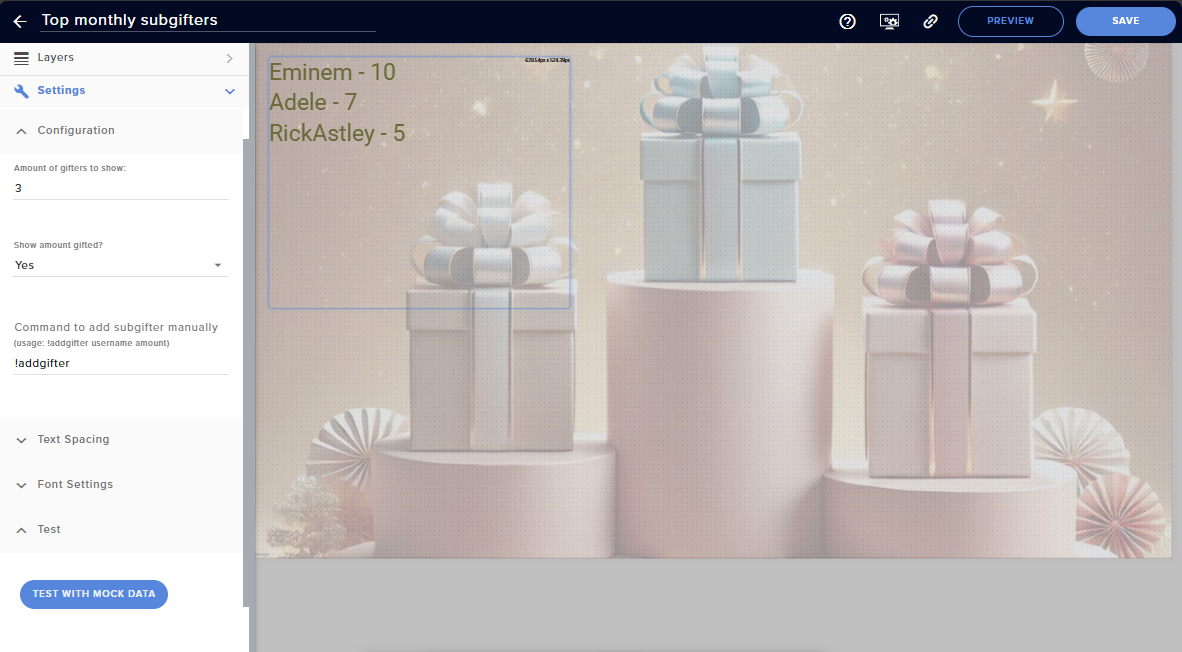 Top monthly subgifters
PREVIEW
SAVE
Layers
Settings
Configuration
Amount of gifters to show:
3
Show amount gifted?
Yes
Command to add subgifter manually
(usage: !addgifter username amount)
!addgifter
Text Spacing
Font Settings
Test
TEST WITH MOCK DATA
Eminem - 10
Adele - 7
RickAstley - 5